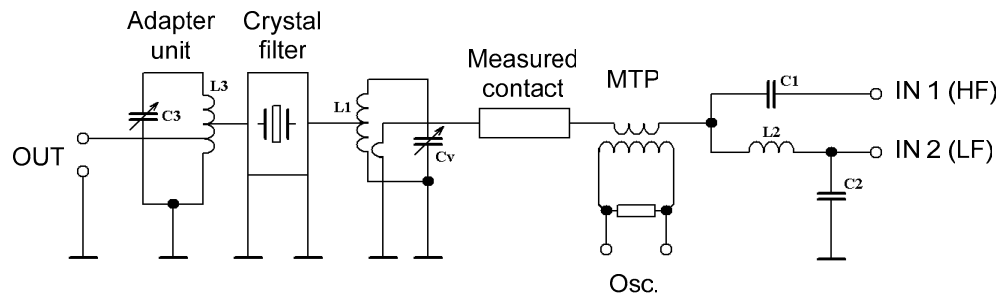 Adapter
unit
Crystal
filter
Measured
contact
MTP
C1
IN 1 (HF)
L3
L1
C3
L2
IN 2 (LF)
OUT
Cv
C2
Osc.